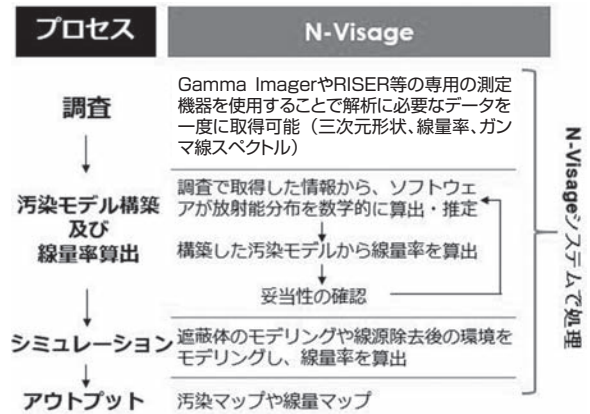 プロセス
N-Visage
調査
Gamma ImagerやRISER等の専用の測定
機器を使用することで解析に必要なデータを
一度に取得可能（三次元形状、線量率、ガン
マ線スペクトル）
汚染モデル構築
及び
線量率算出
調査で取得した情報から、ソフトウェ
アが放射能分布を数学的に算出・推定
構築した汚染モデルから線量率を算出
妥当性の確認
シミュレーション
遮蔽体のモデリングや線源除去後の環境を
モデリングし、線量率を算出
アウトプット
汚染マップや線量マップ
N-Visageシステムで処理